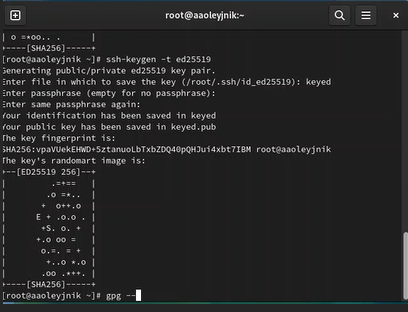 root@aaoleyjnik:~
| o =*oo.. .      |
+----[SHA256]-----+
[root@aaoleyjnik ~]# ssh-keygen -t ed25519
Generating public/private ed25519 key pair.
Enter file in which to save the key (/root/.ssh/id_ed25519): keyed
Enter passphrase (empty for no passphrase):
Enter same passphrase again:
Your identification has been saved in keyed
Your public key has been saved in keyed.pub
The key fingerprint is:
SHA256:vpaVUekEHWD+5ztanuoLbTxbZDQ40pQHJui4xbt7IBM root@aaoleyjnik
The key's randomart image is:
+--[ED25519 256]--+
|         .=+==   |
|        .o =*..  |
|       +  o++.o  |
|      E + .o.o . |
|       +S. o. +  |
|      +.o oo =   |
|       o.=. = +  |
|        +..o *.o |
|       .oo .*++. |
+----[SHA256]-----+
[root@aaoleyjnik ~]# gpg --